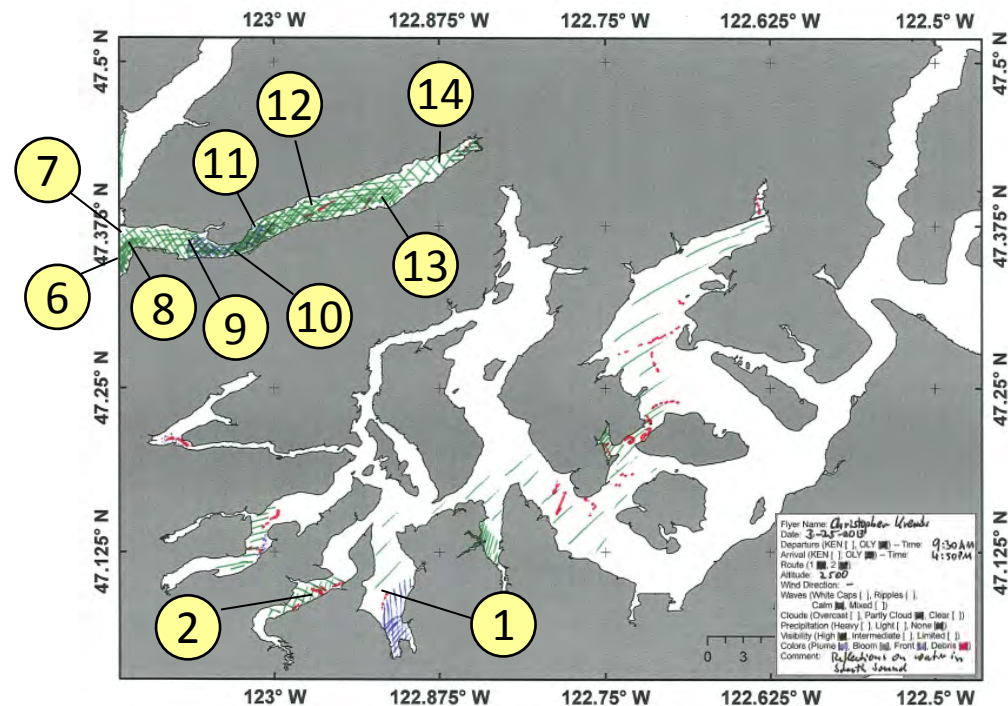 123° W 122.875° W 122.75° W 122.625° W 122.5° W
47.5° N 47.5° N
14
12
7
11
47.375° N 47.375° N
13
6
8
9
10
47.25° N 47.25° N
47.125° N 47.125° N
2
1
Flyer Name: Christopher Krembs
Date: 3-25-2013
Departure (KEN [ ], OLY [ ]) -- Time: 9:30AM
Arrival (KEN [ ], OLY [ ]) -- Time: 4:50PM
Route (1 [ ], 2 [ ])
Altitude: 2500
Wind Direction: -
Waves (White Caps [ ], Ripples [ ],
Calm [ ], Mixed [ ])
Clouds (Overcast [ ], Partly Cloud [ ], Clear [ ])
Precipitation (Heavy [ ], Light [ ], None [ ])
Visibility (High [ ], Intermediate [ ], Limited [ ])
Colors (Plume [ ], Bloom [ ], Front [ ], Debris [ ])
Comment: Reflections on water in
South Sound
0 3
123° W 122.875° W 122.75° W 122.625° W 122.5° W